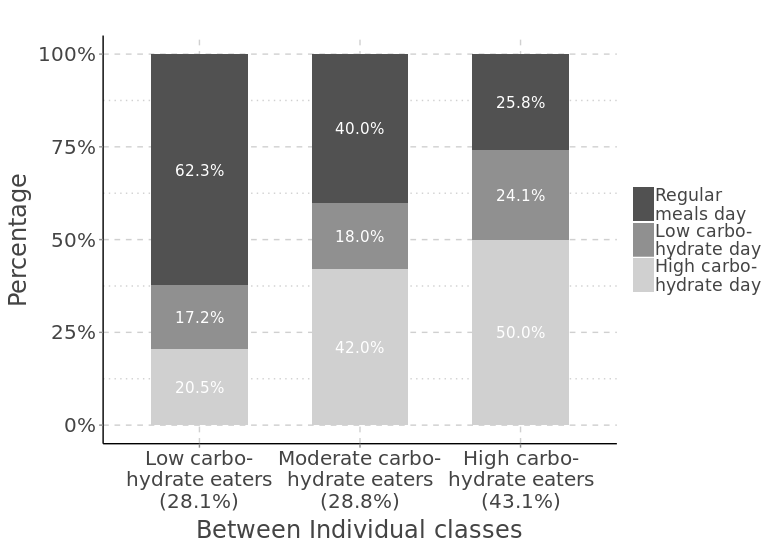 100%
75%
50%
25%
0%
Percentage
62.3%
17.2%
20.5%
40.0%
18.0%
42.0%
25.8%
24.1%
50.0%
Low carbo-
hydrate eaters
(28.1%)
Moderate carbo-
hydrate eaters
(28.8%)
High carbo-
hydrate eaters
(43.1%)
Between Individual classes
Regular
meals day
Low carbo-
hydrate day
High carbo-
hydrate day